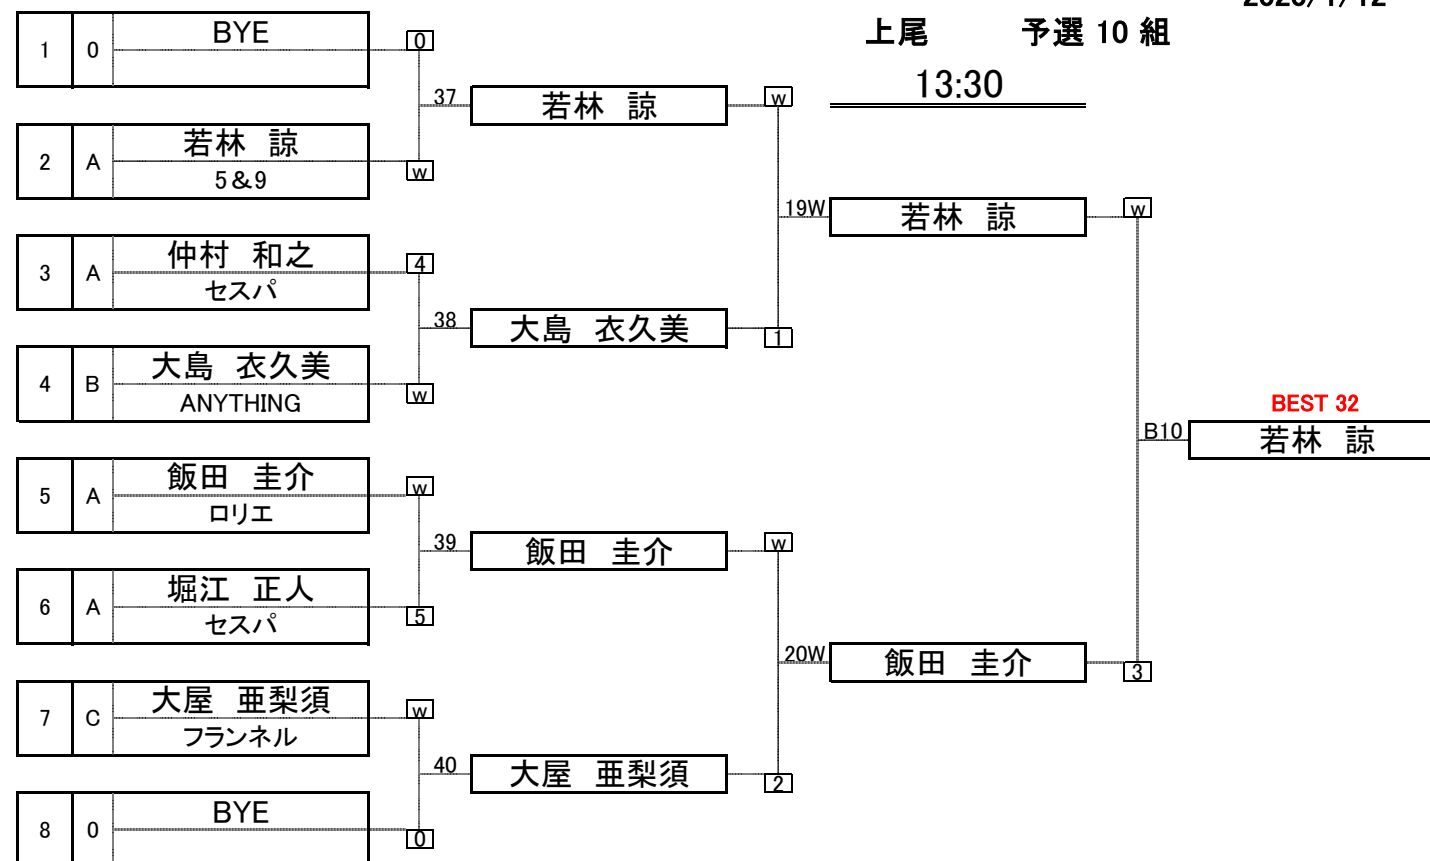 上尾 予選 10 組
13:30
1 0 BYE 0
37 若林 諒 w
2 A 若林 諒 w
5&9
19W 若林 諒 w
3 A 仲村 和之 4
セスパ
38 大島 衣久美 1
4 B 大島 衣久美 w
ANYTHING
BEST 32
B10 若林 諒
5 A 飯田 圭介 w
ロリエ
39 飯田 圭介 w
6 A 堀江 正人 5
セスパ
20W 飯田 圭介 3
7 C 大屋 亜梨須 w
フランネル
40 大屋 亜梨須 2
8 0 BYE 0